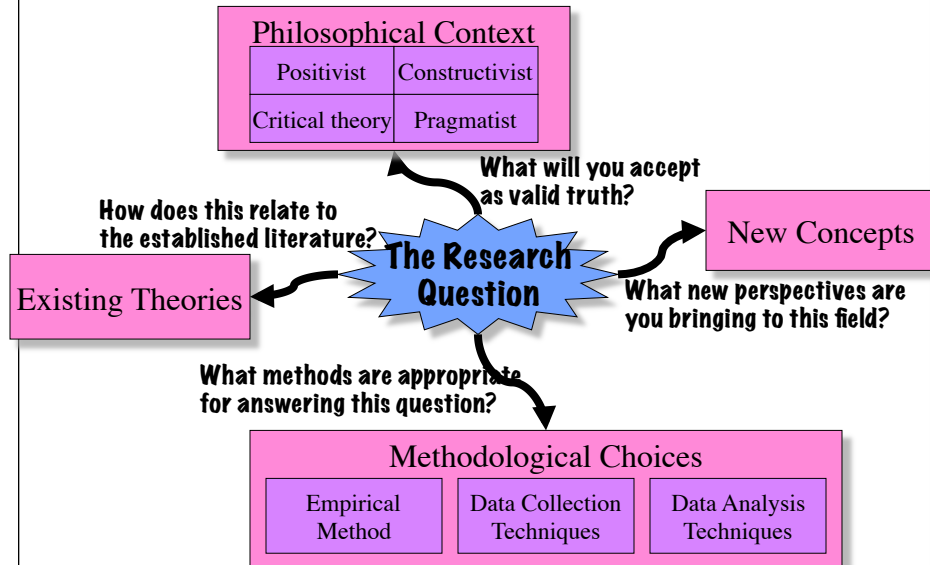 Philosophical Context
Positivist
Constructivist
Critical theory
Pragmatist
What will you accept
as valid truth?
How does this relate to
the established literature?
The Research
Question
New Concepts
Existing Theories
What new perspectives are
you bringing to this field?
What methods are appropriate
for answering this question?
Methodological Choices
Empirical
Method
Data Collection
Techniques
Data Analysis
Techniques